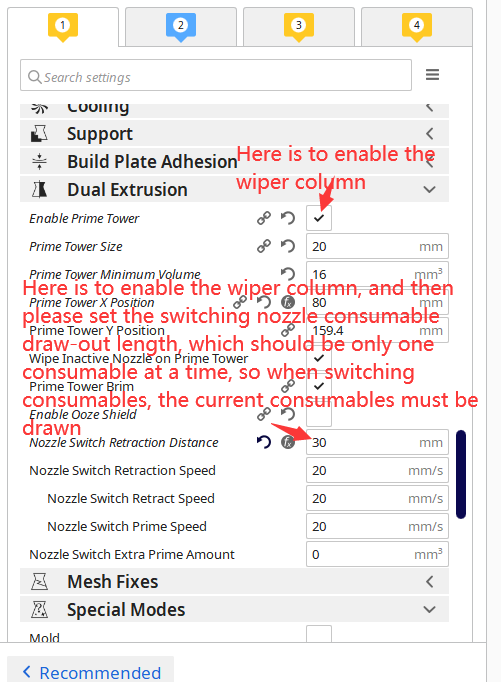 1 2 3 4
Search settings
Cooling
Support
Build Plate Adhesion
Here is to enable the
wiper column
Dual Extrusion
Enable Prime Tower
Prime Tower Size 20 mm
Prime Tower Minimum Volume 16 mm³
Here is to enable the wiper column, and then
Prime Tower X Position fx 80 mm
please set the switching nozzle consumable
Prime Tower Y Position 159.4 mm
draw-out length, which should be only one
Wipe Inactive Nozzle on Prime Tower
consumable at a time, so when switching
Prime Tower Brim
consumables, the current consumables must be
Enable Ooze Shield
drawn
Nozzle Switch Retraction Distance fx 30 mm
Nozzle Switch Retraction Speed 20 mm/s
Nozzle Switch Retract Speed 20 mm/s
Nozzle Switch Prime Speed 20 mm/s
Nozzle Switch Extra Prime Amount 0 mm³
Mesh Fixes
Special Modes
Mold
Recommended